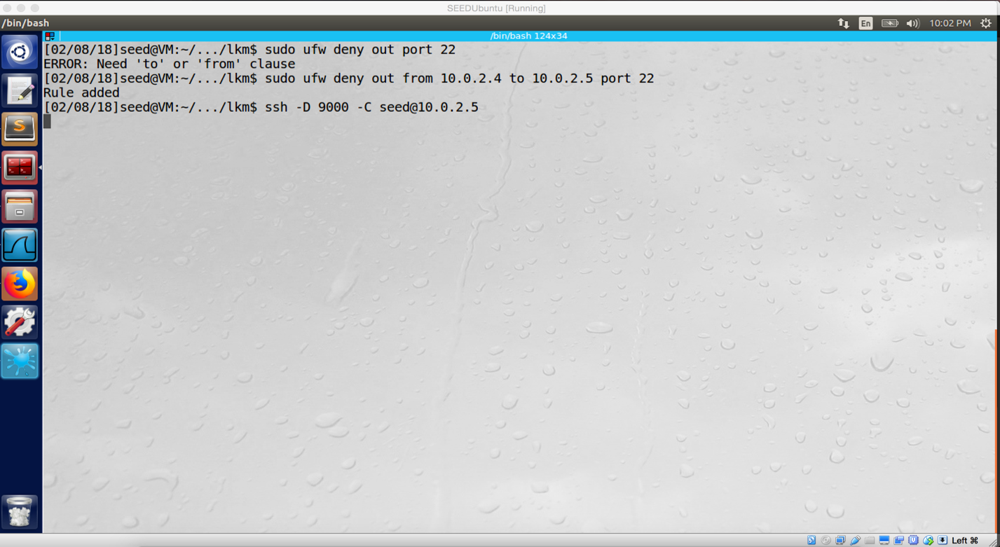 SEEDUbuntu [Running]
/bin/bash
En
10:02 PM
/bin/bash 124x34
[02/08/18]seed@VM:~/.../lkm$ sudo ufw deny out port 22
ERROR: Need 'to' or 'from' clause
[02/08/18]seed@VM:~/.../lkm$ sudo ufw deny out from 10.0.2.4 to 10.0.2.5 port 22
Rule added
[02/08/18]seed@VM:~/.../lkm$ ssh -D 9000 -C seed@10.0.2.5
Left ⌘